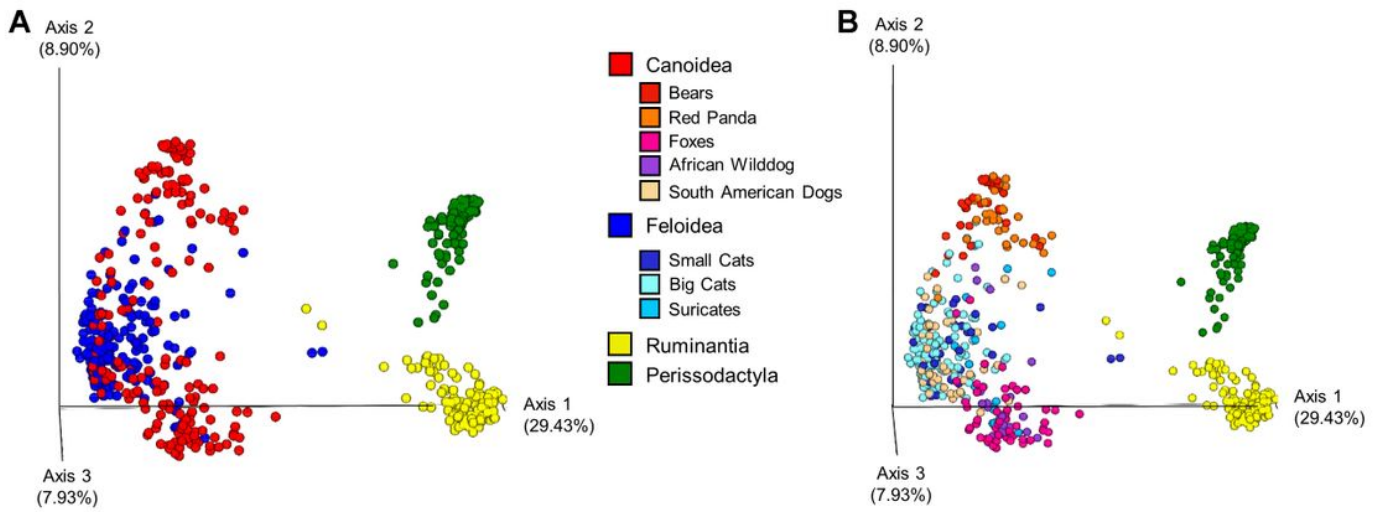 A
Axis 2
(8.90%)
Axis 1
(29.43%)
Axis 3
(7.93%)
Canoidea
Bears
Red Panda
Foxes
African Wilddog
South American Dogs
Feloidea
Small Cats
Big Cats
Suricates
Ruminantia
Perissodactyla
B
Axis 2
(8.90%)
Axis 1
(29.43%)
Axis 3
(7.93%)